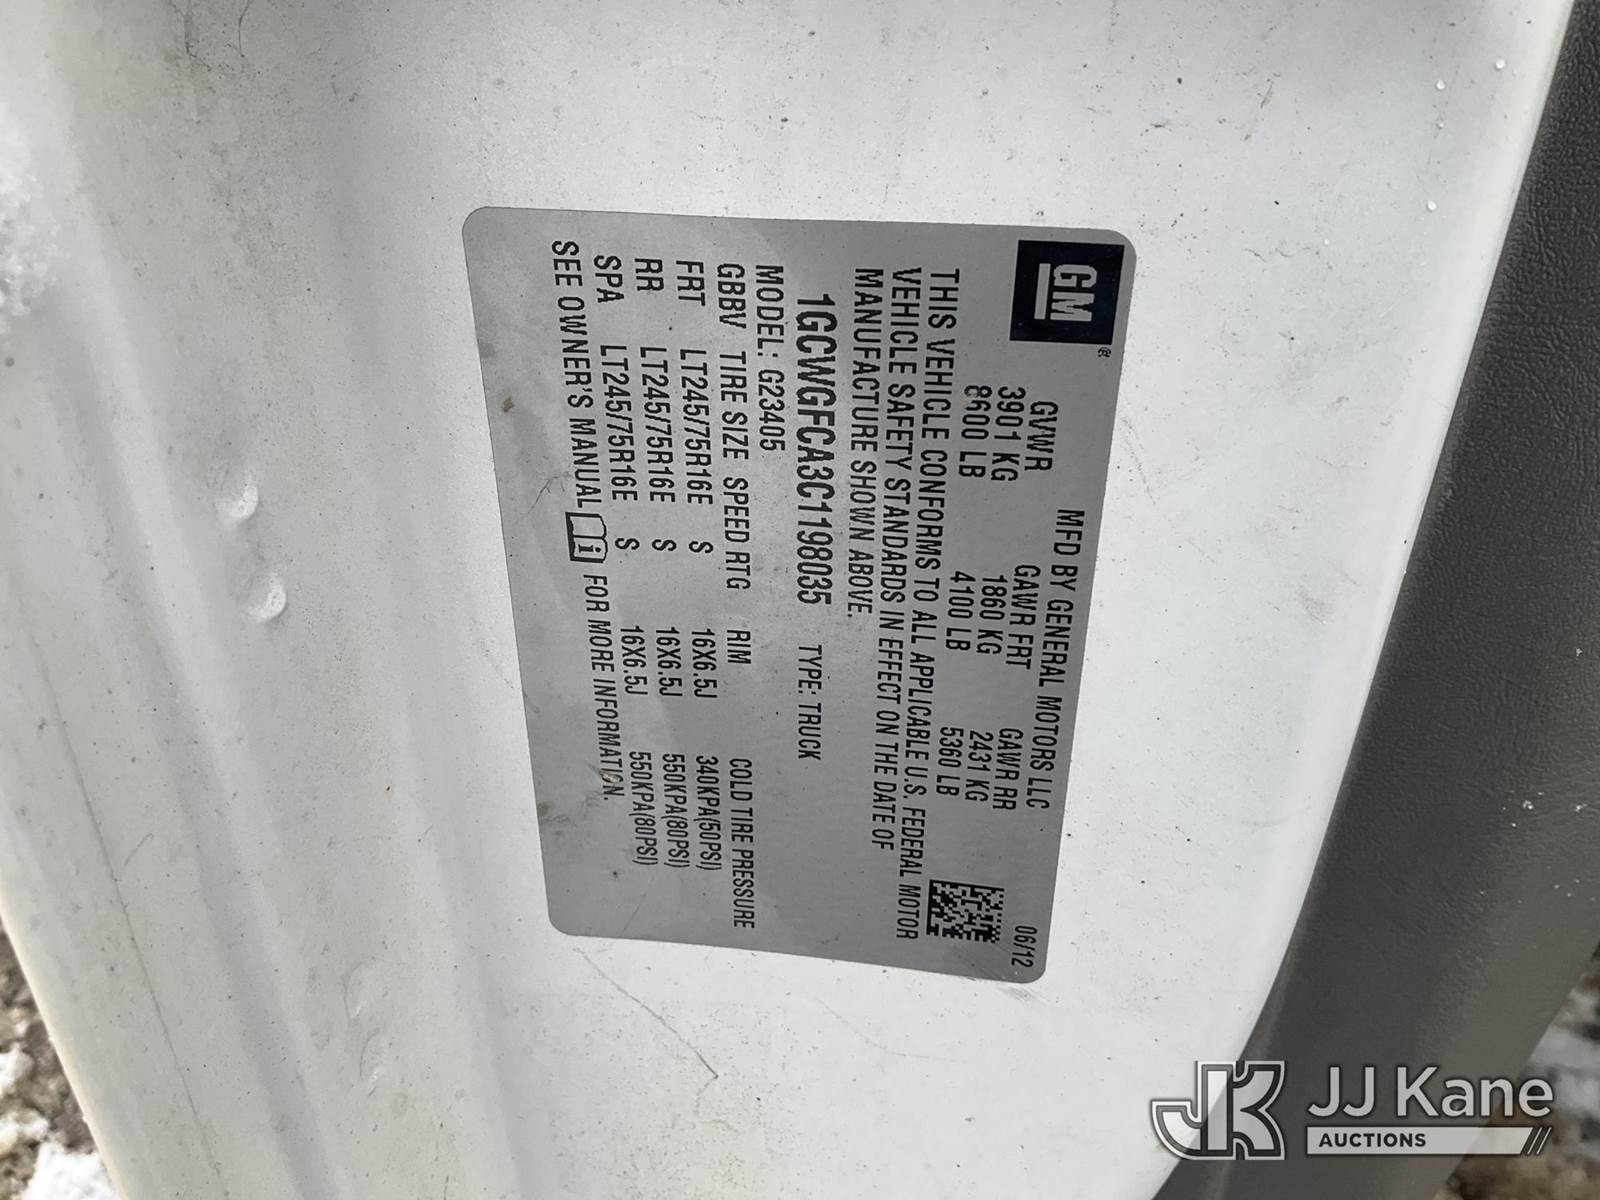 GM®
MFD BY GENERAL MOTORS LLC 06/12
GVWR GAWR FRT GAWR RR
3901 KG 1860 KG 2431 KG
8600 LB 4100 LB 5360 LB
THIS VEHICLE CONFORMS TO ALL APPLICABLE U.S. FEDERAL MOTOR
VEHICLE SAFETY STANDARDS IN EFFECT ON THE DATE OF
MANUFACTURE SHOWN ABOVE.
1GCWGFCA3C1198035 TYPE: TRUCK
MODEL: G23405
GBBV TIRE SIZE SPEED RTG RIM COLD TIRE PRESSURE
FRT LT245/75R16E S 16X6.5J 340KPA(50PSI)
RR LT245/75R16E S 16X6.5J 550KPA(80PSI)
SPA LT245/75R16E S 16X6.5J 550KPA(80PSI)
SEE OWNER'S MANUAL i FOR MORE INFORMATION.
JK JJ Kane
AUCTIONS